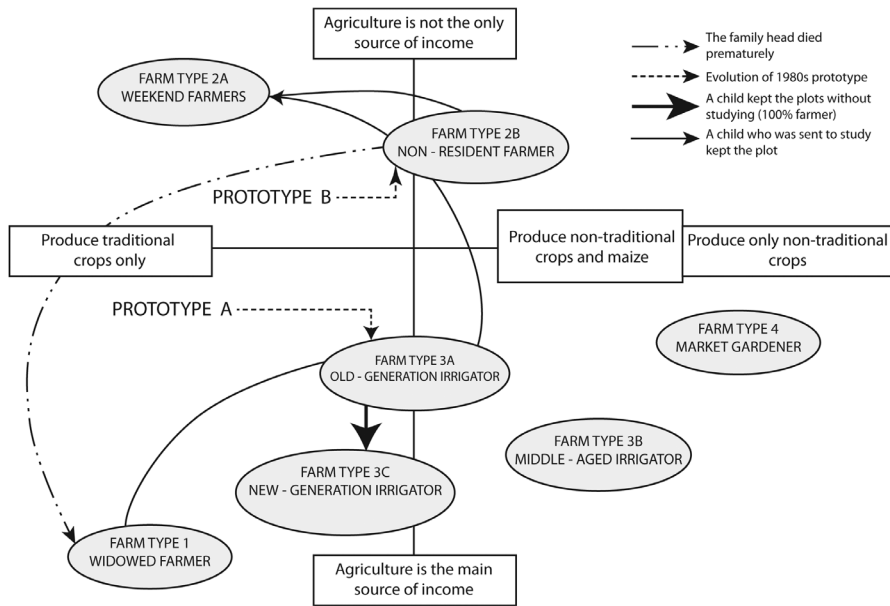 Agriculture is not the only
source of income
The family head died
prematurely
Evolution of 1980s prototype
A child kept the plots without
studying (100% farmer)
A child who was sent to study
kept the plot
FARM TYPE 2A
WEEKEND FARMERS
FARM TYPE 2B
NON - RESIDENT FARMER
PROTOTYPE B
Produce traditional
crops only
Produce non-traditional
crops and maize
Produce only non-traditional
crops
PROTOTYPE A
FARM TYPE 4
MARKET GARDENER
FARM TYPE 3A
OLD - GENERATION IRRIGATOR
FARM TYPE 3B
MIDDLE - AGED IRRIGATOR
FARM TYPE 3C
NEW - GENERATION IRRIGATOR
FARM TYPE 1
WIDOWED FARMER
Agriculture is the main
source of income